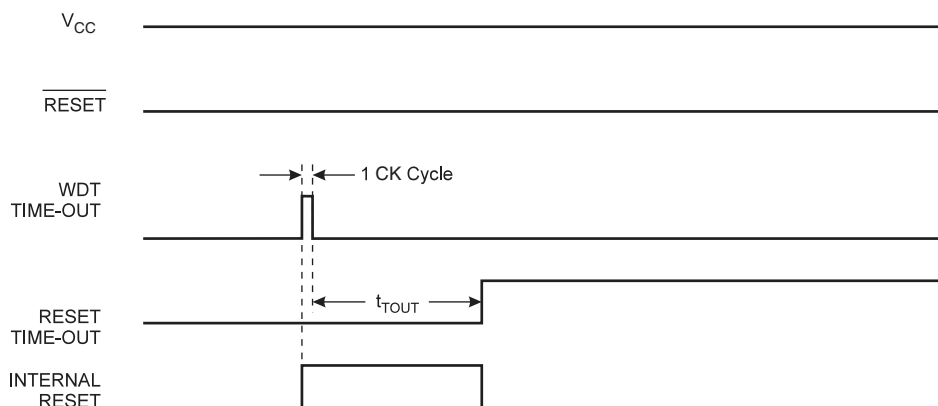 VCC
RESET
1 CK Cycle
WDT
TIME-OUT
tTOUT
RESET
TIME-OUT
INTERNAL
RESET